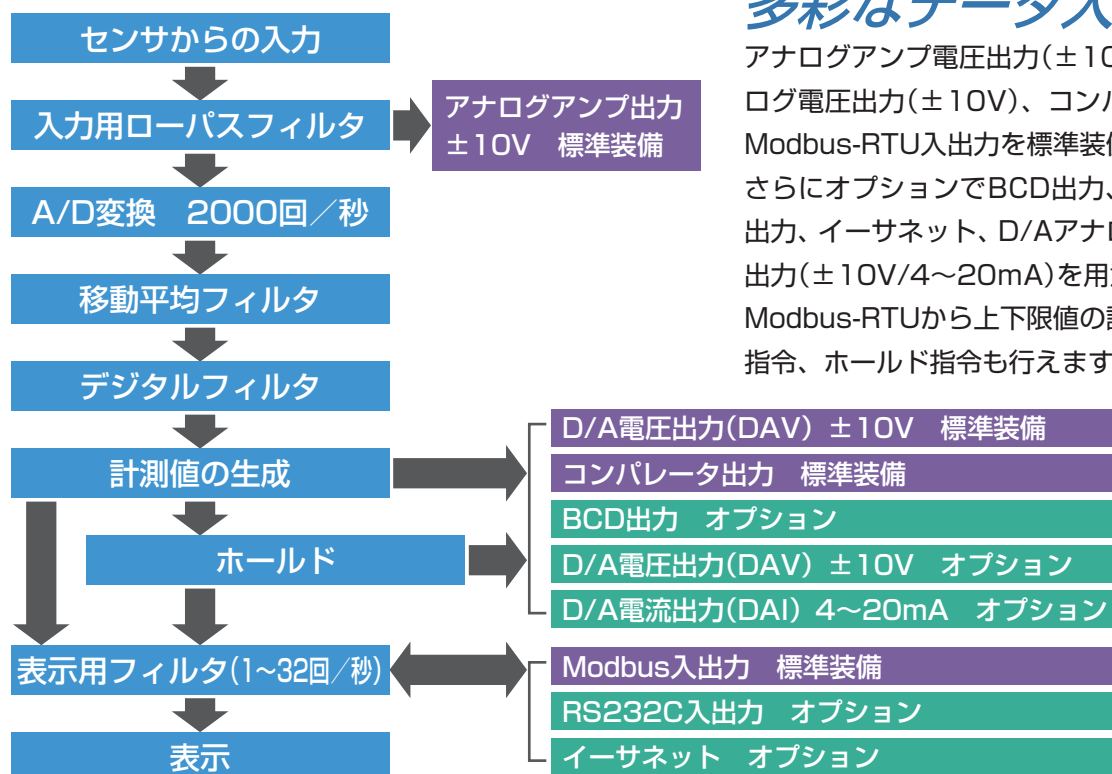 センサからの入力
入力用ローパスフィルタ
アナログアンプ出力
±10V 標準装備
A/D変換 2000回/秒
移動平均フィルタ
デジタルフィルタ
計測値の生成
ホールド
表示用フィルタ(1~32回/秒)
表示
多彩なデータ入
アナログアンプ電圧出力(±10
ログ電圧出力(±10V)、コンパ
Modbus-RTU入出力を標準装備
さらにオプションでBCD出力、
出力、イーサネット、D/Aアナロ
出力(±10V/4〜20mA)を用
Modbus-RTUから上下限値の
指令、ホールド指令も行えます
D/A電圧出力(DAV) ±10V 標準装備
コンパレータ出力 標準装備
BCD出力 オプション
D/A電圧出力(DAV) ±10V オプション
D/A電流出力(DAI) 4〜20mA オプション
Modbus入出力 標準装備
RS232C入出力 オプション
イーサネット オプション